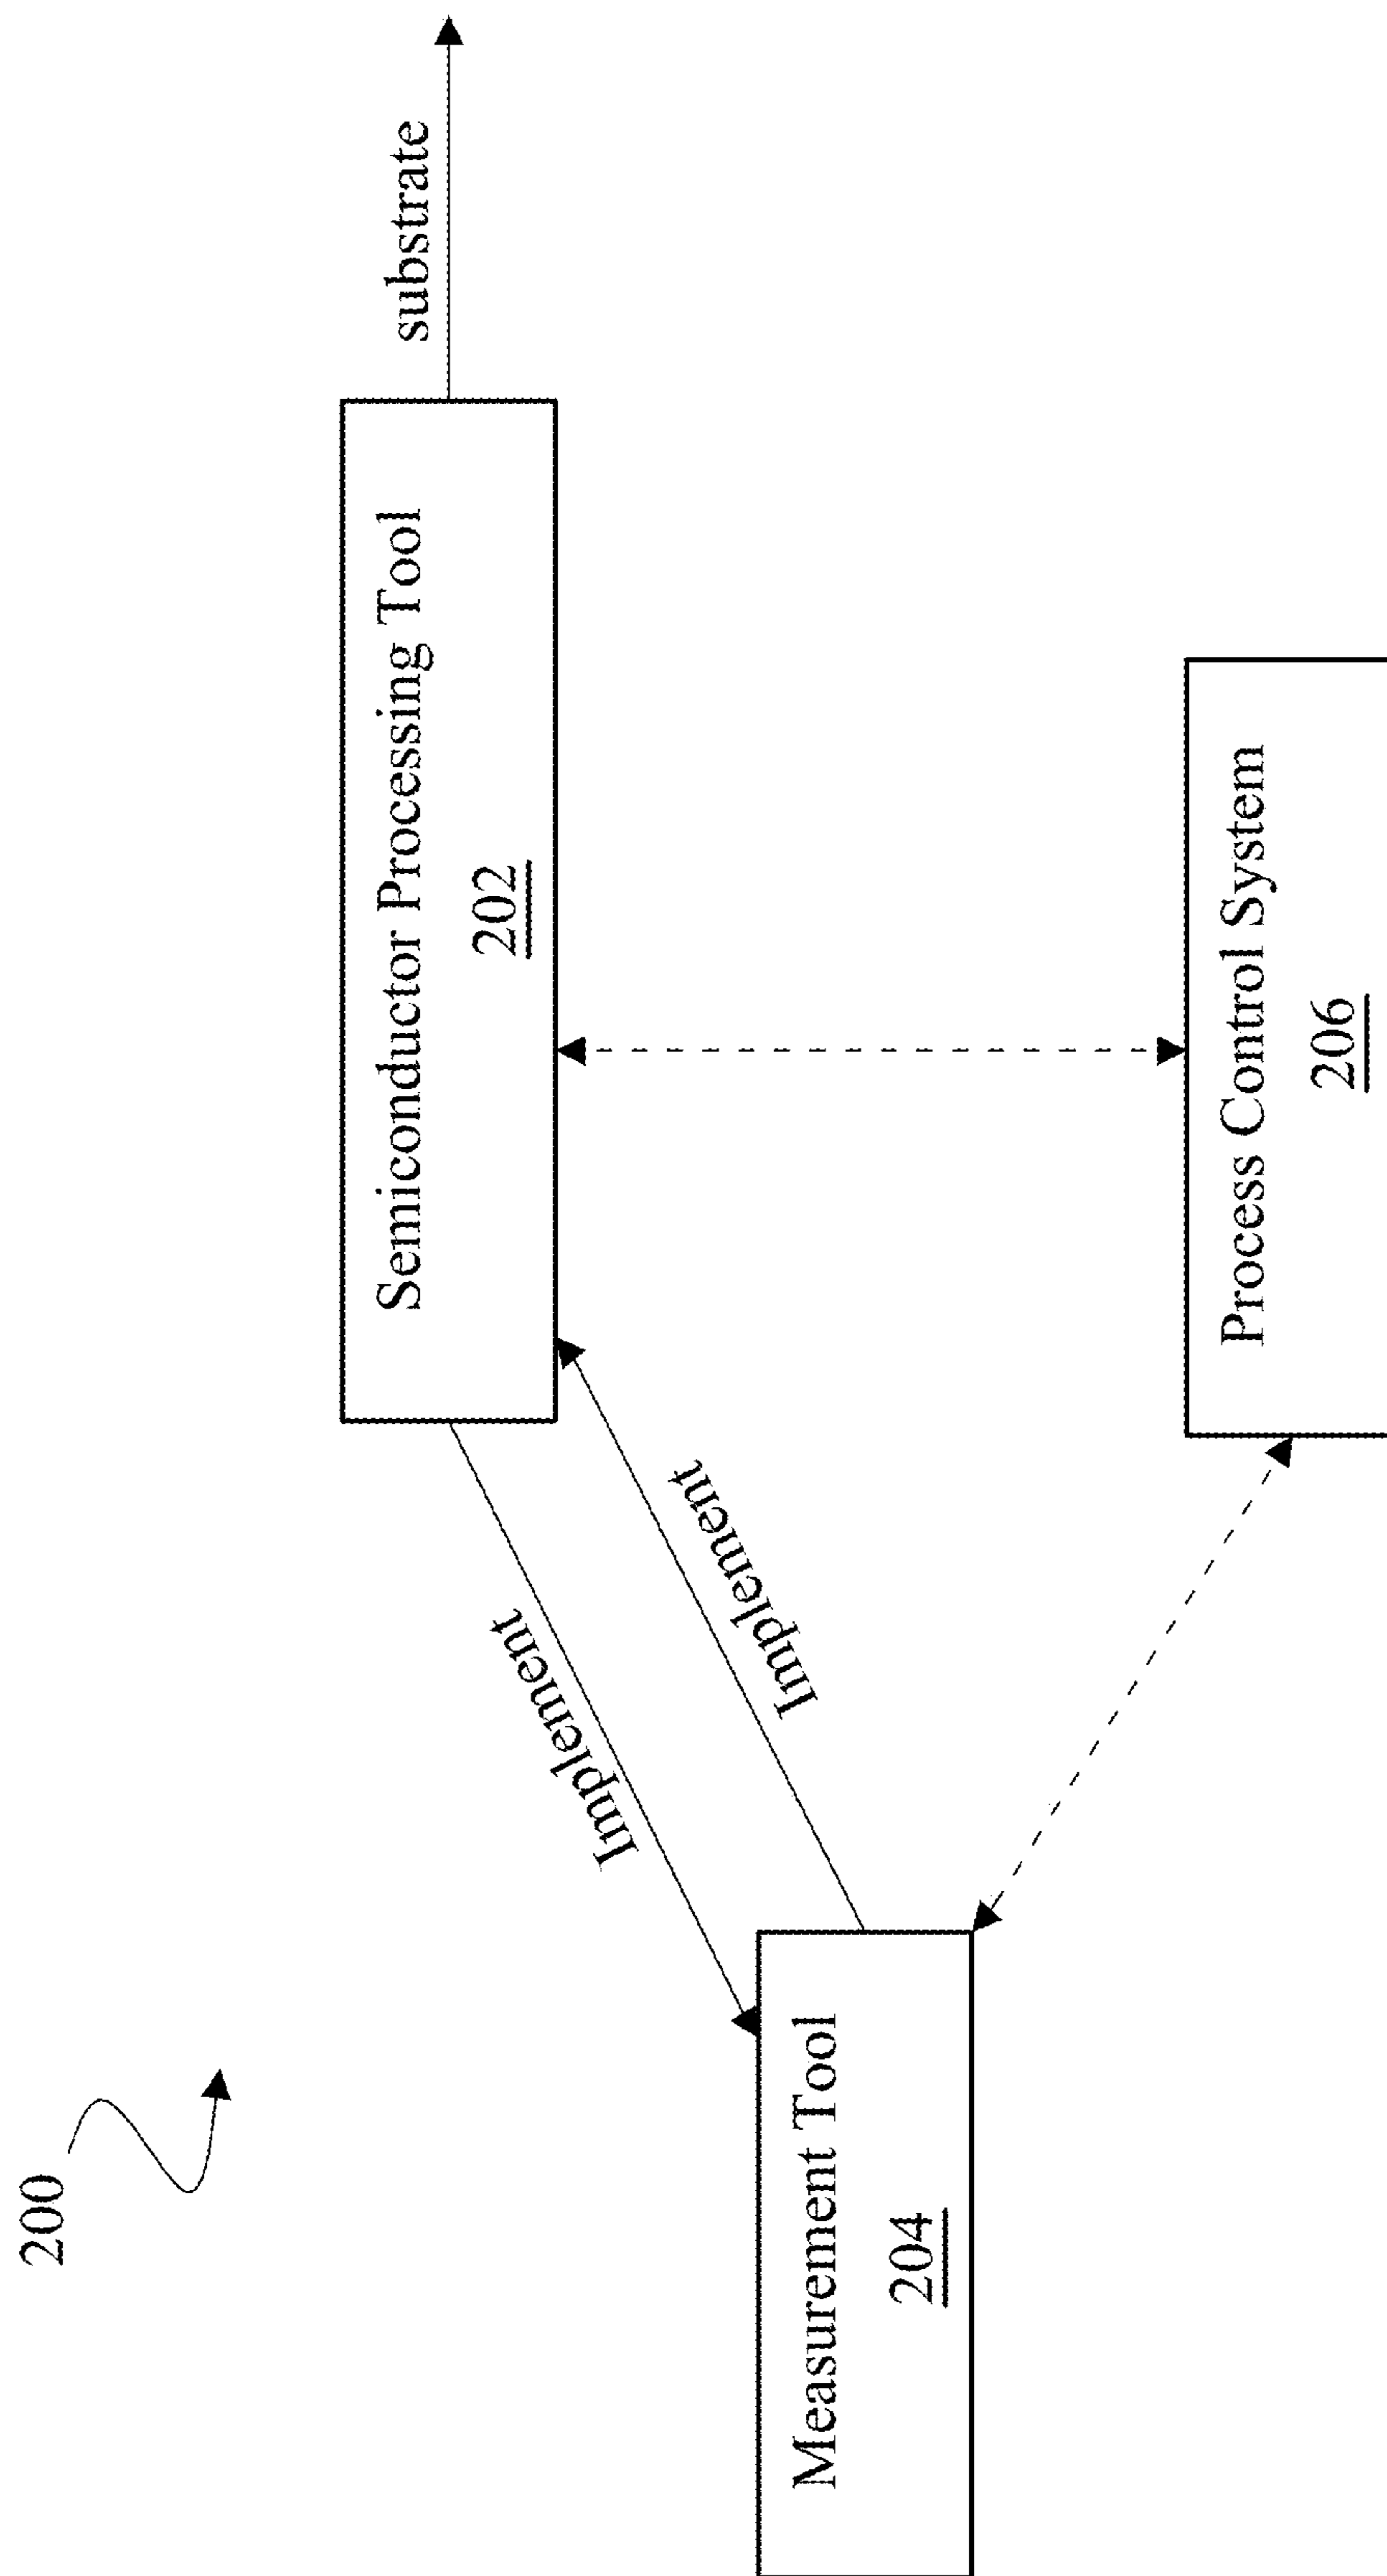 200
substrate
Semiconductor Processing Tool
202
Implement
Implement
Measurement Tool
204
Process Control System
206